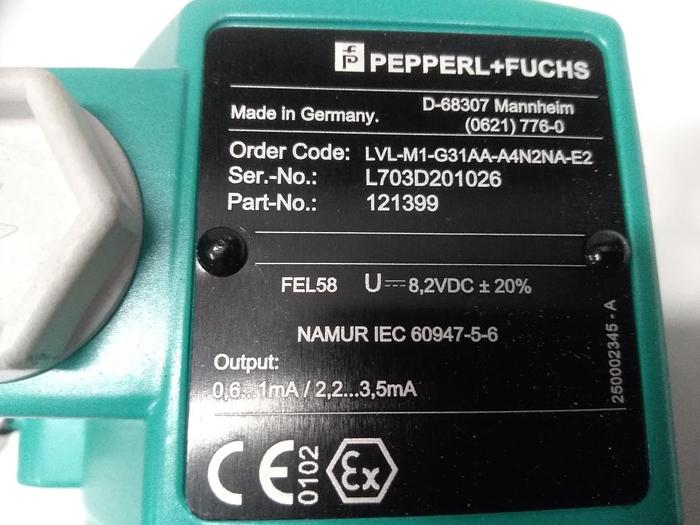 PEPPERL+FUCHS
Made in Germany. D-68307 Mannheim
(0621) 776-0
Order Code: LVL-M1-G31AA-A4N2NA-E2
Ser.-No.: L703D201026
Part-No.: 121399
FEL58 U⎓8,2VDC ± 20%
NAMUR IEC 60947-5-6
Output:
0,6...1mA / 2,2...3,5mA
250002345 - A
CE 0102 Ex